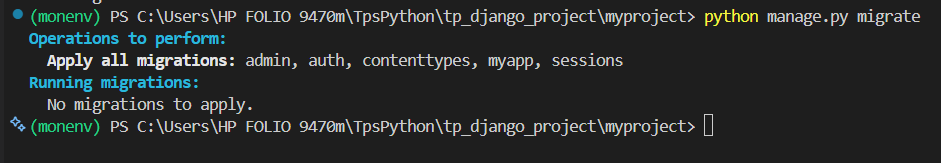 (monenv) PS C:\Users\HP FOLIO 9470m\TpsPython\tp_django_project\myproject> python manage.py migrate
Operations to perform:
  Apply all migrations: admin, auth, contenttypes, myapp, sessions
Running migrations:
  No migrations to apply.
(monenv) PS C:\Users\HP FOLIO 9470m\TpsPython\tp_django_project\myproject>